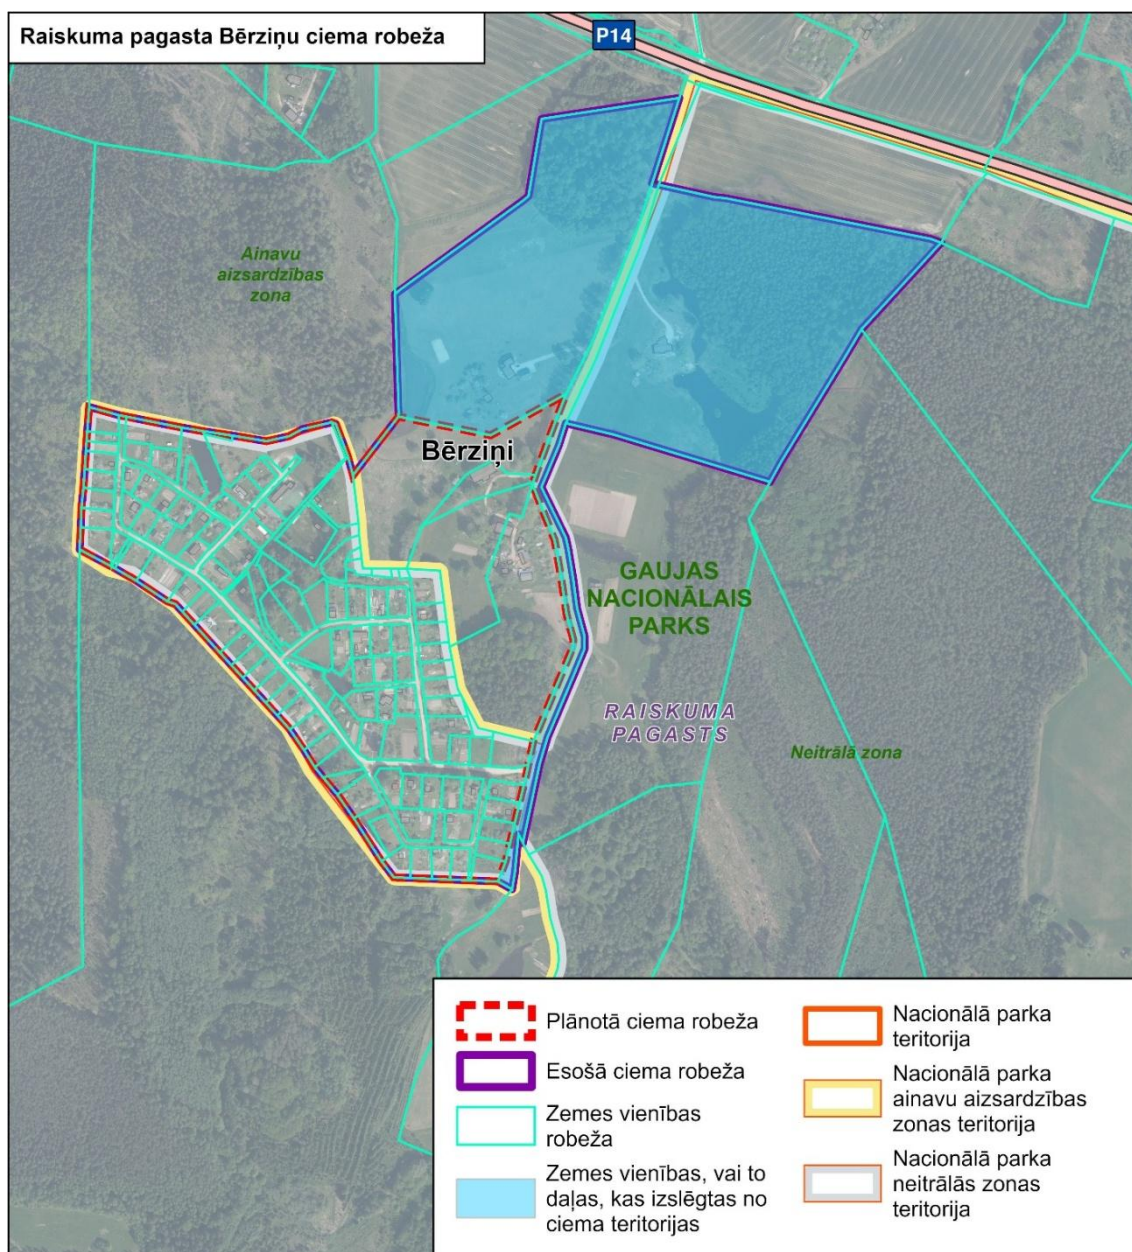 Raiskuma pagasta Bērziņu ciema robeža
P14
Ainavu
aizsardzības
zona
Bērziņi
GAUJAS
NACIONĀLAIS
PARKS
RAISKUMA
PAGASTS
Neitrālā zona
Plānotā ciema robeža
Esošā ciema robeža
Zemes vienības
robeža
Zemes vienības, vai to
daļas, kas izslēgtas no
ciema teritorijas
Nacionālā parka
teritorija
Nacionālā parka
ainavu aizsardzības
zonas teritorija
Nacionālā parka
neitrālās zonas
teritorija